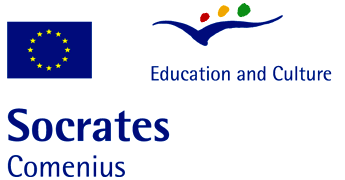 Education and Culture
Socrates
Comenius